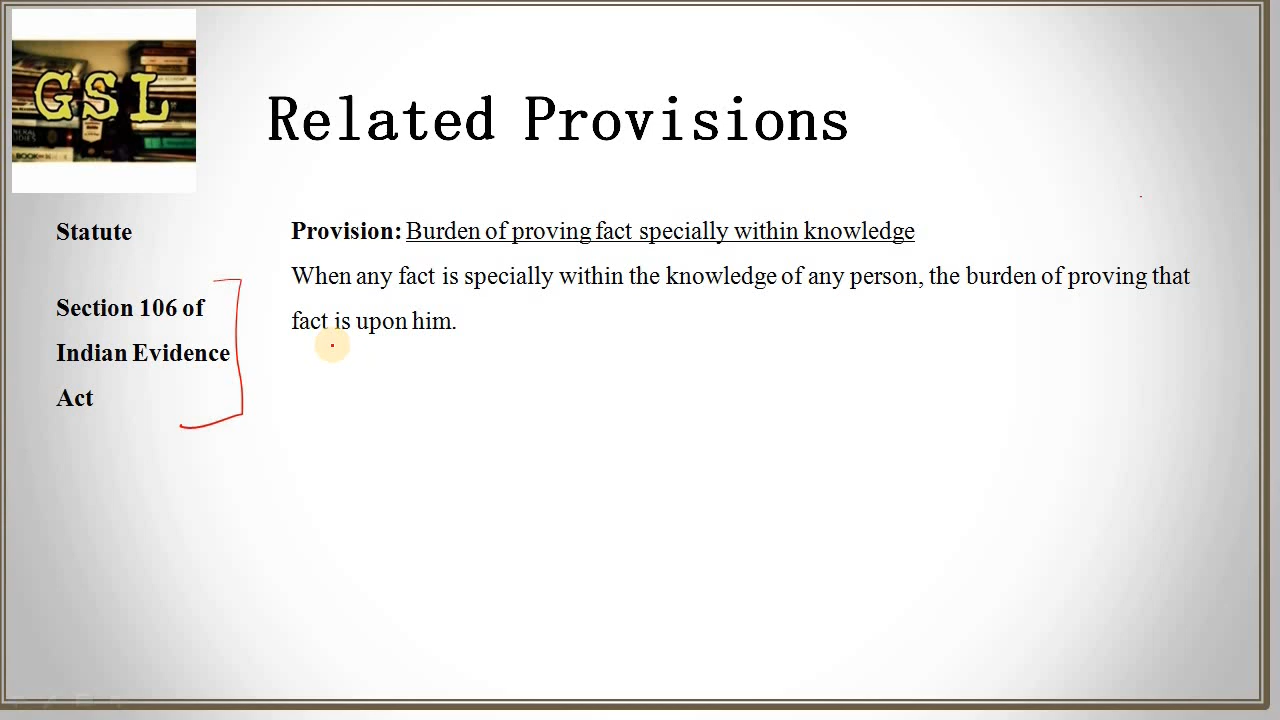 GSL
Related Provisions
Statute
Section 106 of
Indian Evidence
Act
Provision: Burden of proving fact specially within knowledge
When any fact is specially within the knowledge of any person, the burden of proving that
fact is upon him.